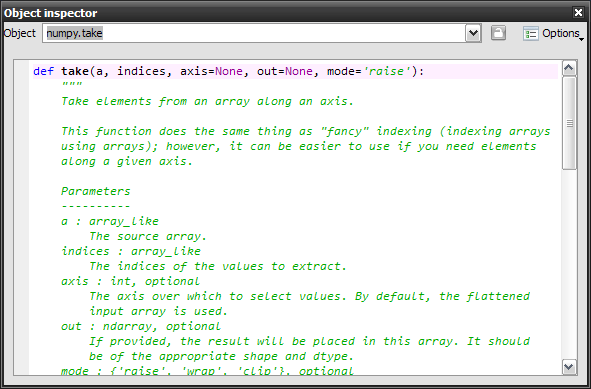 Object inspector
Object numpy.take Options
def take(a, indices, axis=None, out=None, mode='raise'):
"""
Take elements from an array along an axis.
This function does the same thing as "fancy" indexing (indexing arrays
using arrays); however, it can be easier to use if you need elements
along a given axis.
Parameters
----------
a : array_like
The source array.
indices : array_like
The indices of the values to extract.
axis : int, optional
The axis over which to select values. By default, the flattened
input array is used.
out : ndarray, optional
If provided, the result will be placed in this array. It should
be of the appropriate shape and dtype.
mode : {'raise', 'wrap', 'clip'}, optional